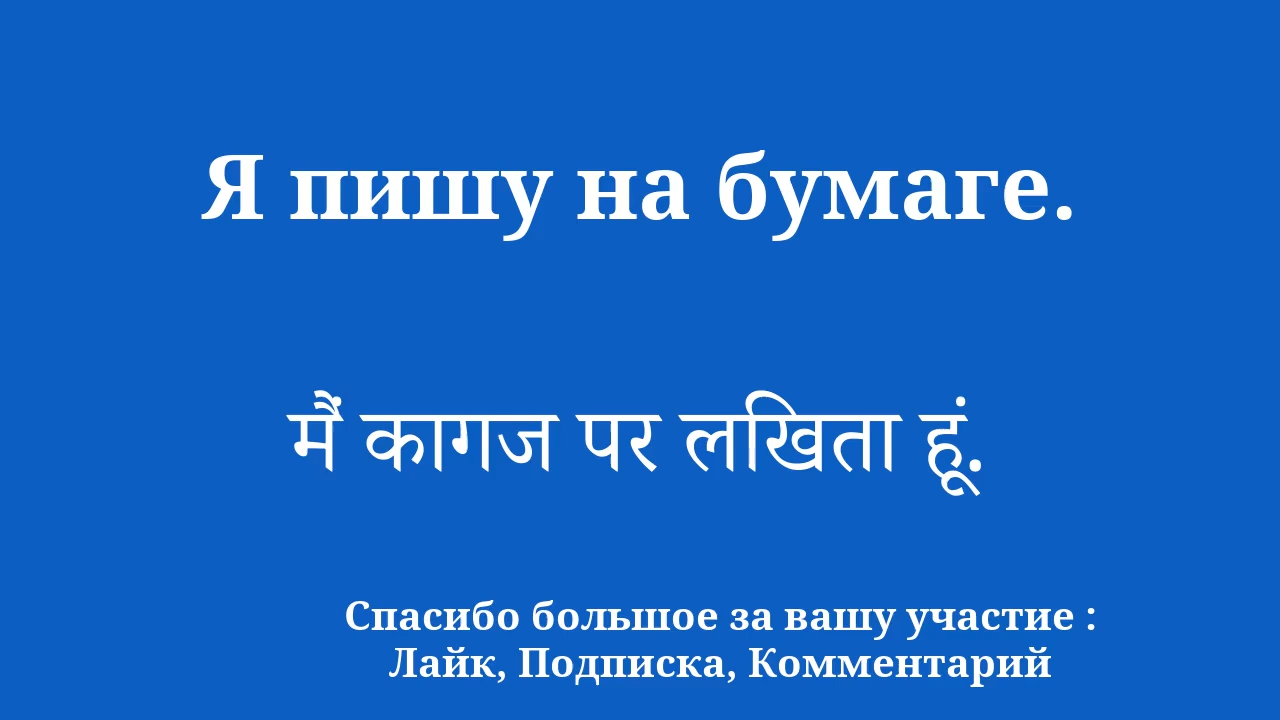 Я пишу на бумаге.
मैं कागज पर लखिता हूं.
Спасибо большое за вашу участие :
Лайк, Подписка, Комментарий